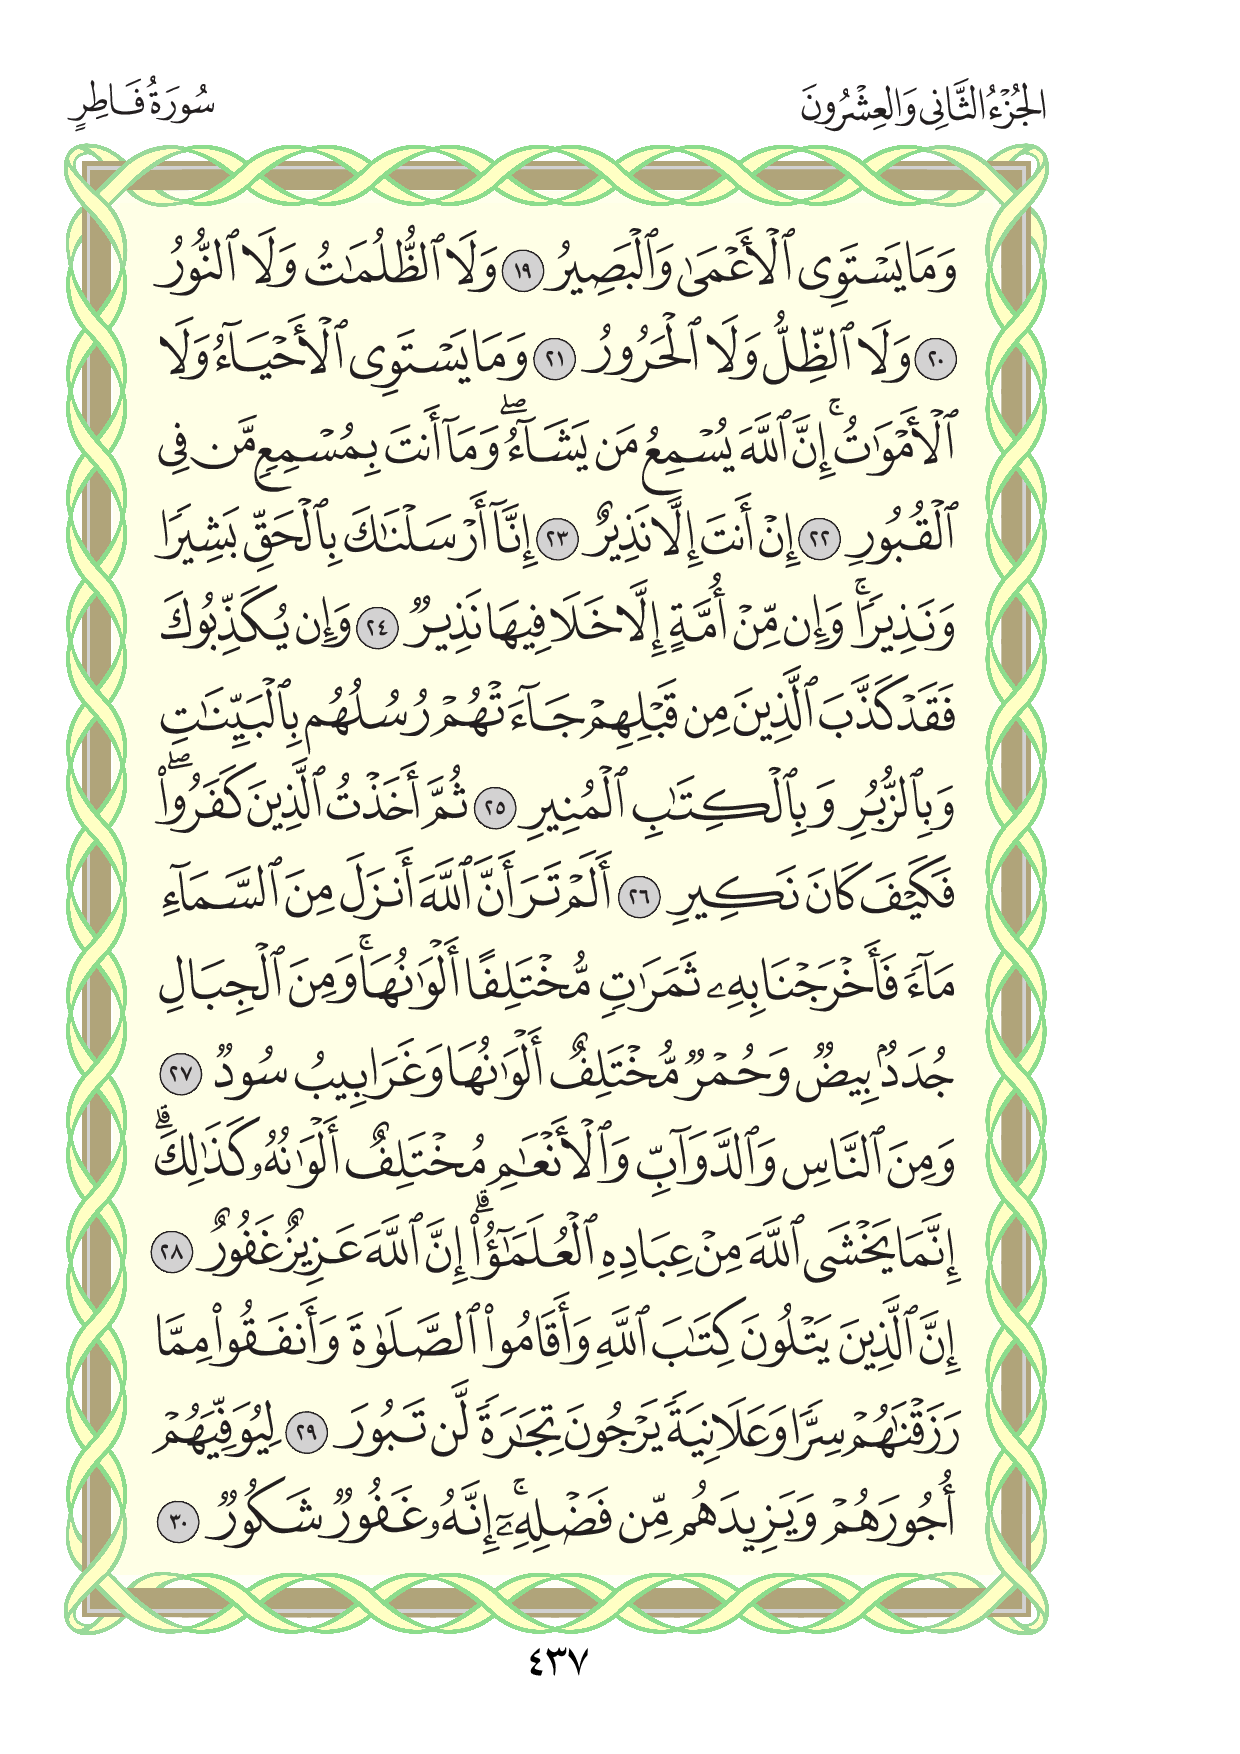 الجُزْءُ الثَّانِي وَالعِشْرُونَ
سُورَةُ فَاطِرٍ
وَمَا يَسْتَوِى ٱلْأَعْمَىٰ وَٱلْبَصِيرُ ١٩ وَلَا ٱلظُّلُمَٰتُ وَلَا ٱلنُّورُ
٢٠ وَلَا ٱلظِّلُّ وَلَا ٱلْحَرُورُ ٢١ وَمَا يَسْتَوِى ٱلْأَحْيَآءُ وَلَا
ٱلْأَمْوَٰتُۚ إِنَّ ٱللَّهَ يُسْمِعُ مَن يَشَآءُۖ وَمَآ أَنتَ بِمُسْمِعٍ مَّن فِى
ٱلْقُبُورِ ٢٢ إِنْ أَنتَ إِلَّا نَذِيرٌ ٢٣ إِنَّآ أَرْسَلْنَٰكَ بِٱلْحَقِّ بَشِيرًا
وَنَذِيرًاۚ وَإِن مِّنْ أُمَّةٍ إِلَّا خَلَا فِيهَا نَذِيرٌ ٢٤ وَإِن يُكَذِّبُوكَ
فَقَدْ كَذَّبَ ٱلَّذِينَ مِن قَبْلِهِمْ جَآءَتْهُمْ رُسُلُهُم بِٱلْبَيِّنَٰتِ
وَبِٱلزُّبُرِ وَبِٱلْكِتَٰبِ ٱلْمُنِيرِ ٢٥ ثُمَّ أَخَذْتُ ٱلَّذِينَ كَفَرُوا۟ۖ
فَكَيْفَ كَانَ نَكِيرِ ٢٦ أَلَمْ تَرَ أَنَّ ٱللَّهَ أَنزَلَ مِنَ ٱلسَّمَآءِ
مَآءً فَأَخْرَجْنَا بِهِۦ ثَمَرَٰتٍ مُّخْتَلِفًا أَلْوَٰنُهَاۚ وَمِنَ ٱلْجِبَالِ
جُدَدٌۢ بِيضٌ وَحُمْرٌ مُّخْتَلِفٌ أَلْوَٰنُهَا وَغَرَابِيبُ سُودٌ ٢٧
وَمِنَ ٱلنَّاسِ وَٱلدَّوَآبِّ وَٱلْأَنْعَٰمِ مُخْتَلِفٌ أَلْوَٰنُهُۥ كَذَٰلِكَۗ
إِنَّمَا يَخْشَى ٱللَّهَ مِنْ عِبَادِهِ ٱلْعُلَمَٰٓؤُا۟ۗ إِنَّ ٱللَّهَ عَزِيزٌ غَفُورٌ ٢٨
إِنَّ ٱلَّذِينَ يَتْلُونَ كِتَٰبَ ٱللَّهِ وَأَقَامُوا۟ ٱلصَّلَوٰةَ وَأَنفَقُوا۟ مِمَّا
رَزَقْنَٰهُمْ سِرًّا وَعَلَانِيَةً يَرْجُونَ تِجَٰرَةً لَّن تَبُورَ ٢٩ لِيُوَفِّيَهُمْ
أُجُورَهُمْ وَيَزِيدَهُم مِّن فَضْلِهِۦٓۚ إِنَّهُۥ غَفُورٌ شَكُورٌ ٣٠
٤٣٧